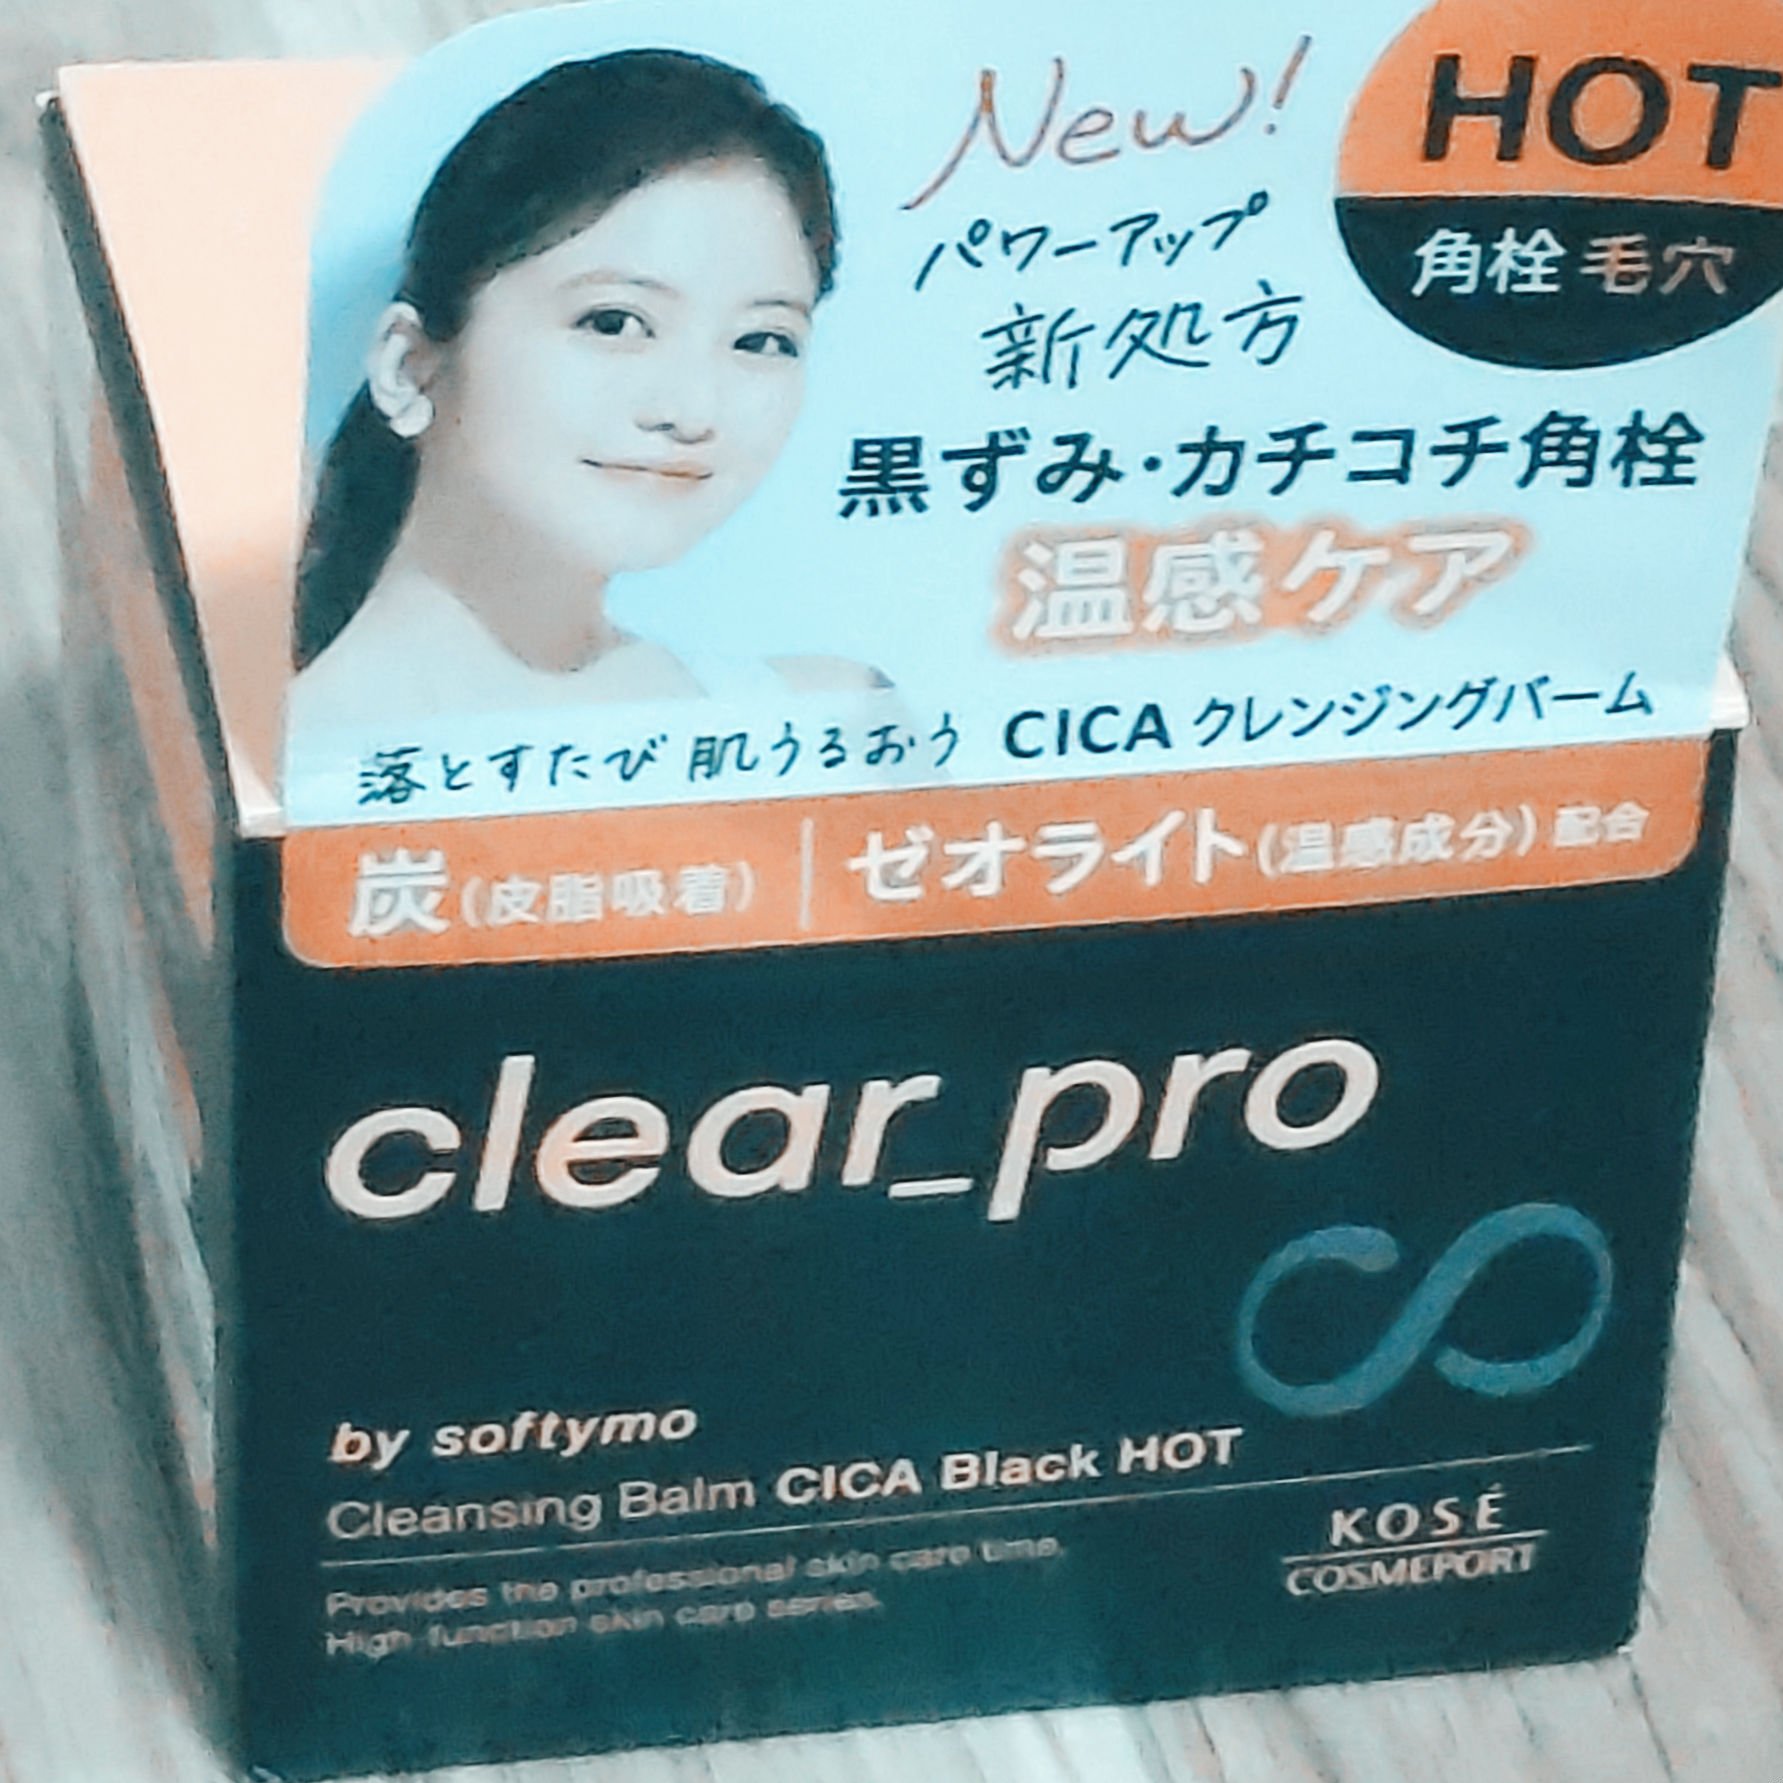 New!
HOT
パワーアップ
角栓 毛穴
新処方
黒ずみ・カチコチ角栓
温感ケア
落とすたび 肌うるおう CICA クレンジングバーム
炭(皮脂吸着) | ゼオライト(温感成分) 配合
clear_pro
by softymo
Cleansing Balm CICA Black HOT
Provides the professional skin care time.
High function skin care series.
KOSÉ
COSMEPORT